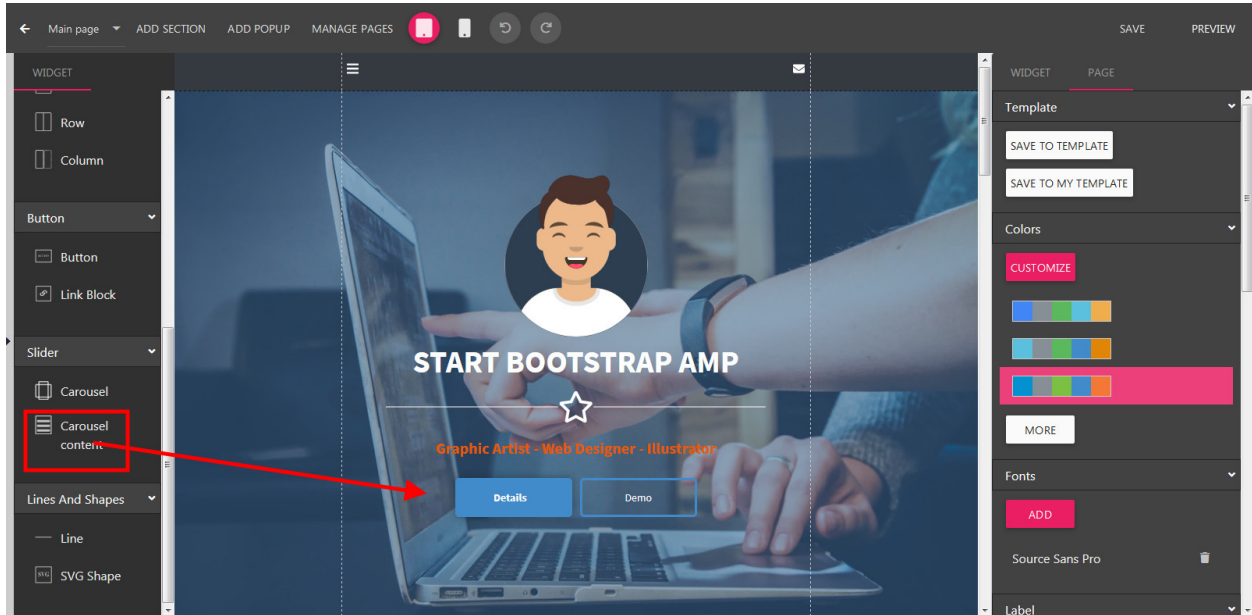 Main page ADD SECTION ADD POPUP MANAGE PAGES SAVE PREVIEW
WIDGET
Row
Column
Button
Button
Link Block
Slider
Carousel
Carousel
content
Lines And Shapes
Line
SVG SVG Shape
START BOOTSTRAP AMP
Graphic Artist - Web Designer - Illustrator
Details Demo
WIDGET PAGE
Template
SAVE TO TEMPLATE
SAVE TO MY TEMPLATE
Colors
CUSTOMIZE
MORE
Fonts
ADD
Source Sans Pro
Label